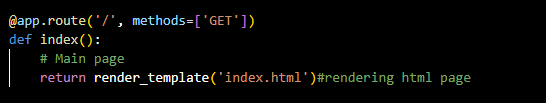 @app.route('/', methods=['GET'])
def index():
    # Main page
    return render_template('index.html')#rendering html page